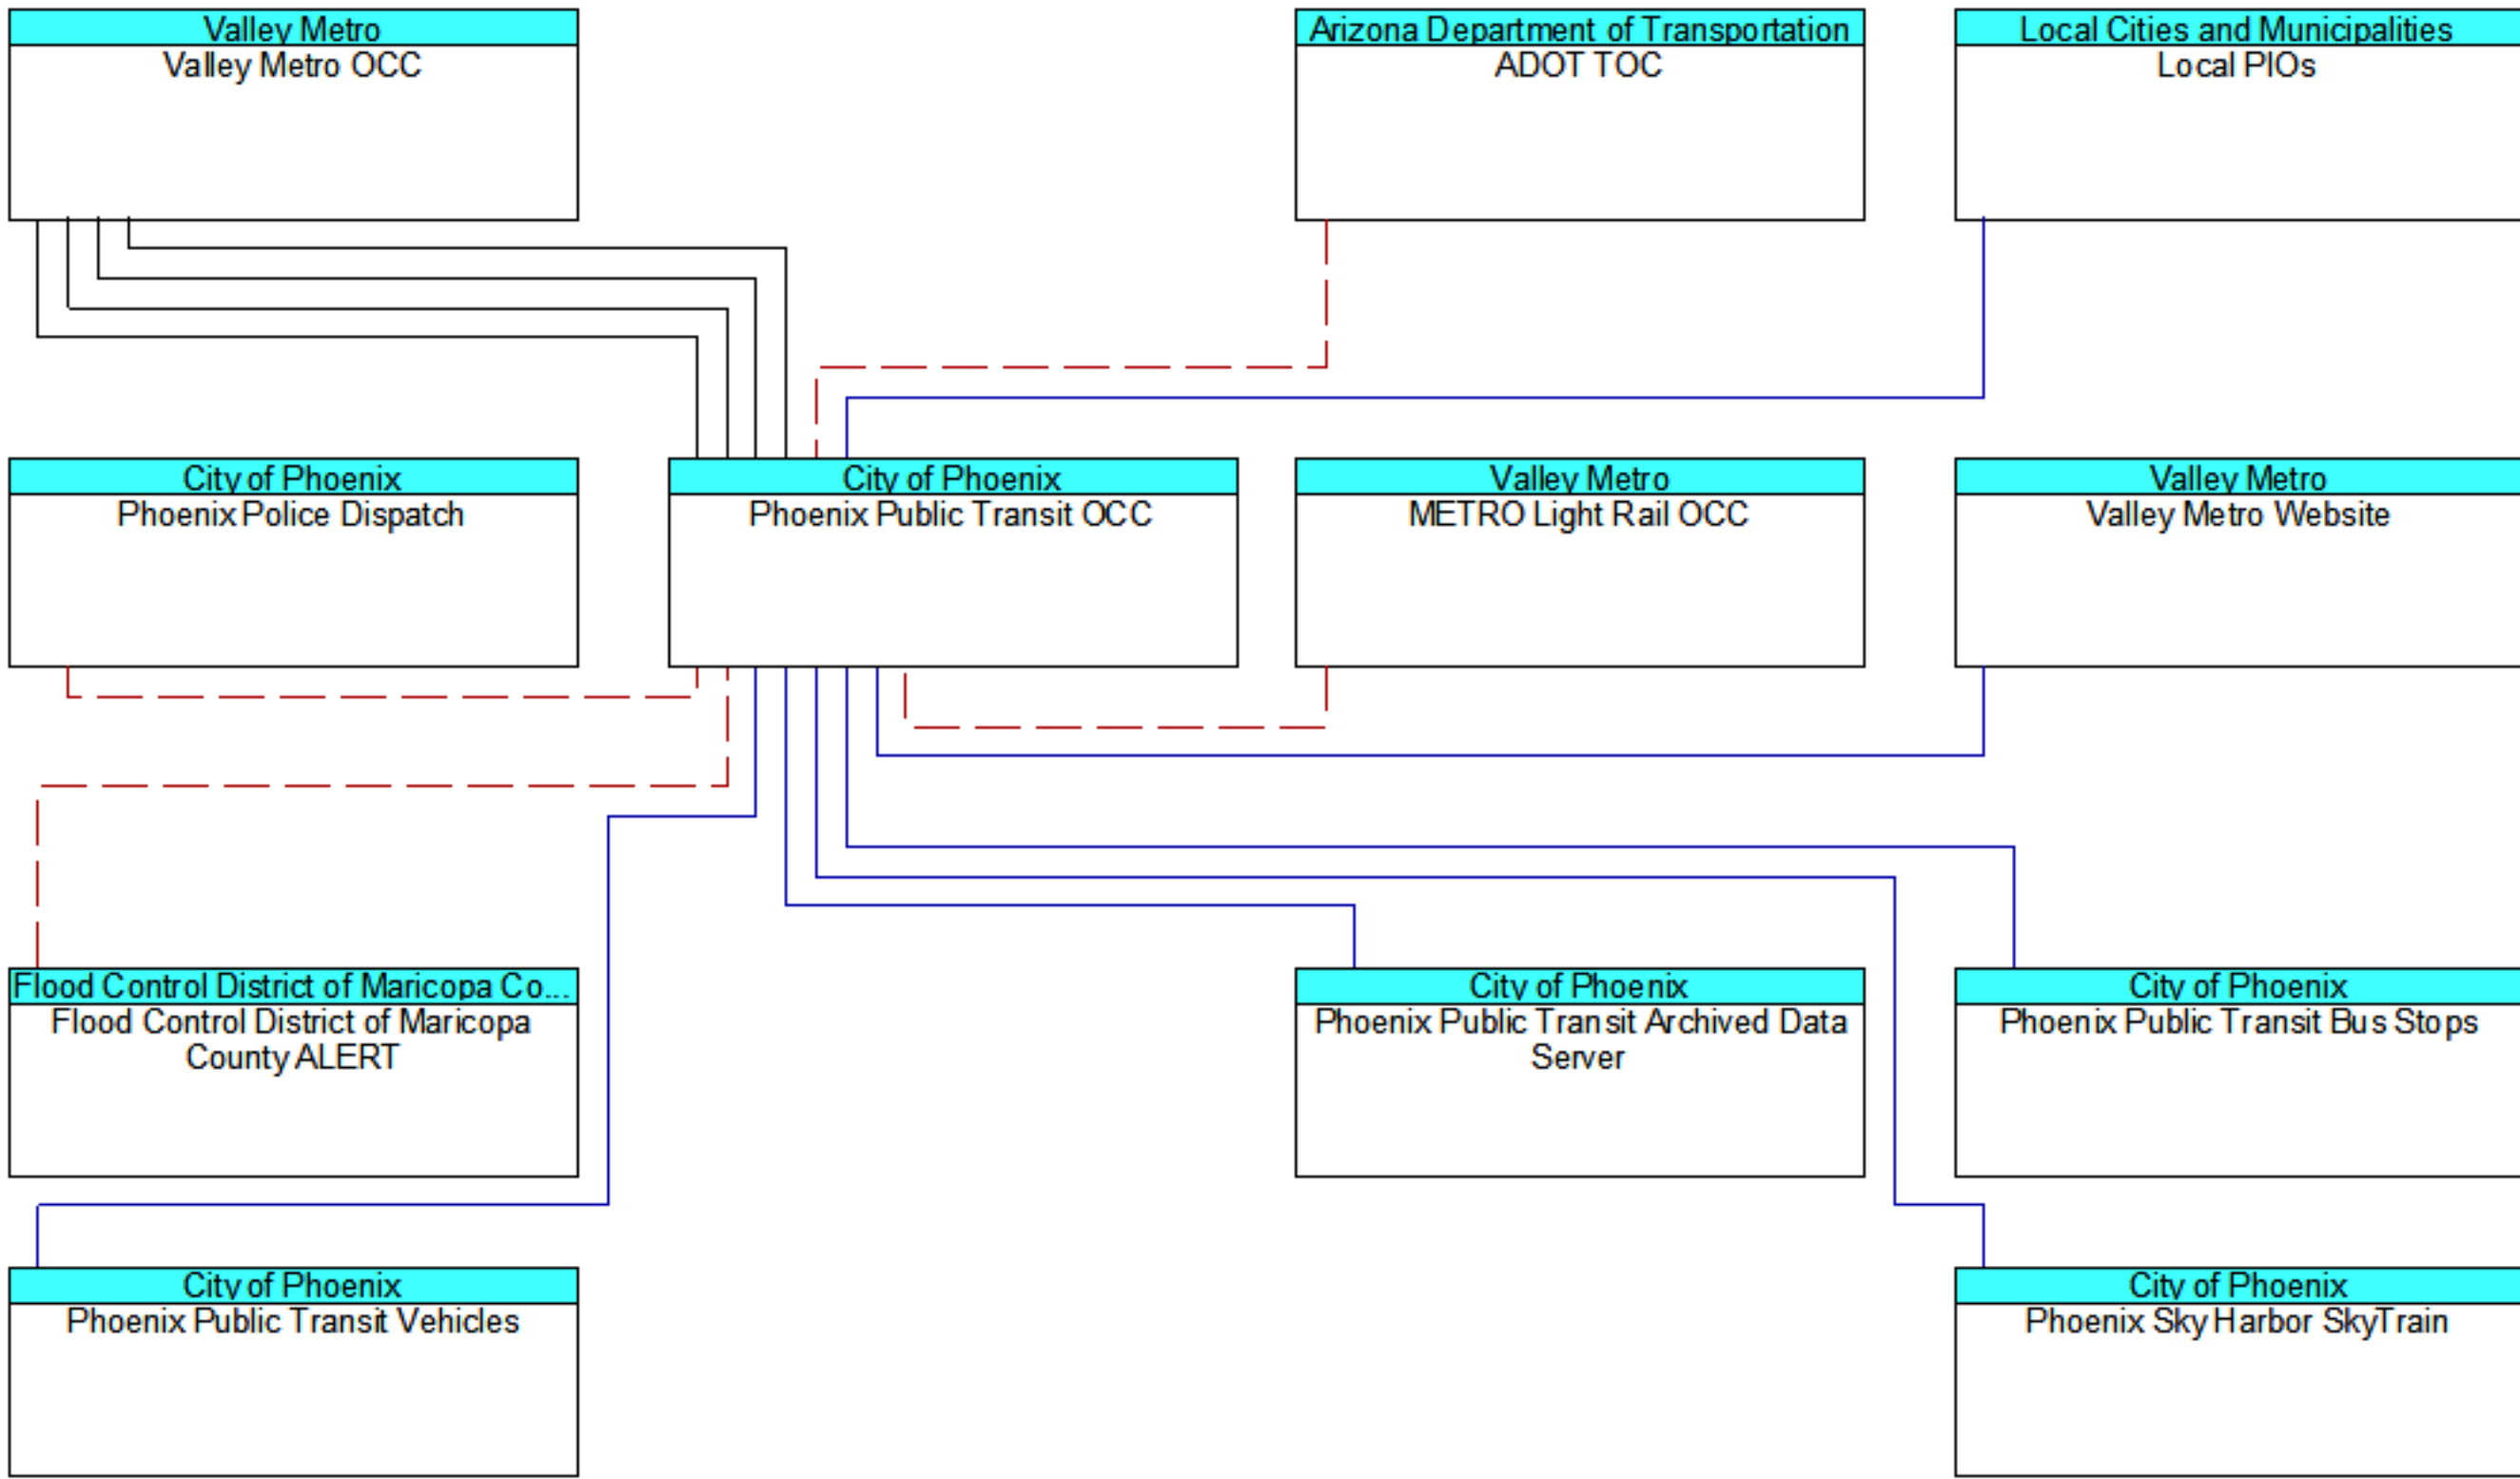 Valley Metro
Valley Metro OCC
Arizona Department of Transportation
ADOT TOC
Local Cities and Municipalities
Local PIOs
City of Phoenix
Phoenix Police Dispatch
City of Phoenix
Phoenix Public Transit OCC
Valley Metro
METRO Light Rail OCC
Valley Metro
Valley Metro Website
Flood Control District of Maricopa Co...
Flood Control District of Maricopa
County ALERT
City of Phoenix
Phoenix Public Transit Archived Data
Server
City of Phoenix
Phoenix Public Transit Bus Stops
City of Phoenix
Phoenix Public Transit Vehicles
City of Phoenix
Phoenix Sky Harbor SkyTrain